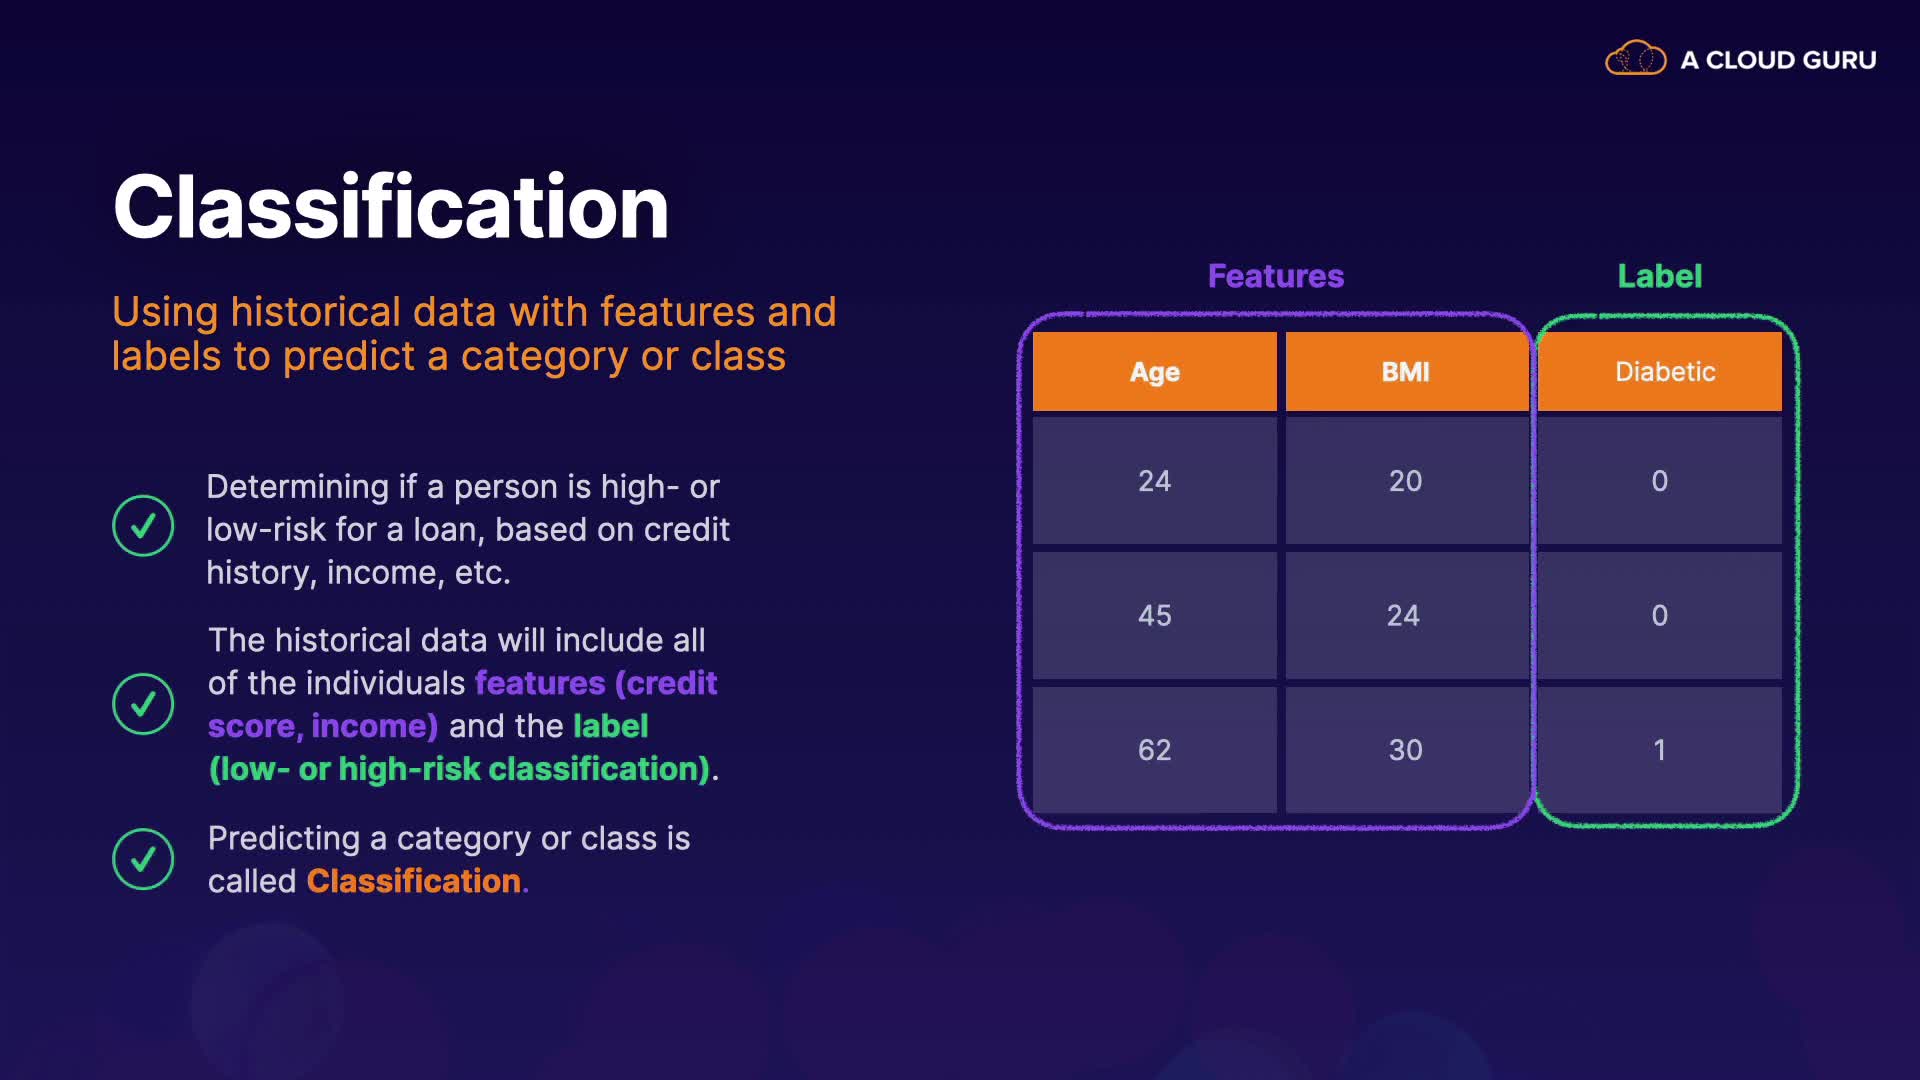 A CLOUD GURU
Classification
Using historical data with features and
labels to predict a category or class
Determining if a person is high- or
low-risk for a loan, based on credit
history, income, etc.
The historical data will include all
of the individuals features (credit
score, income) and the label
(low- or high-risk classification).
Predicting a category or class is
called Classification.
Features Label
Age BMI Diabetic
24 20 0
45 24 0
62 30 1